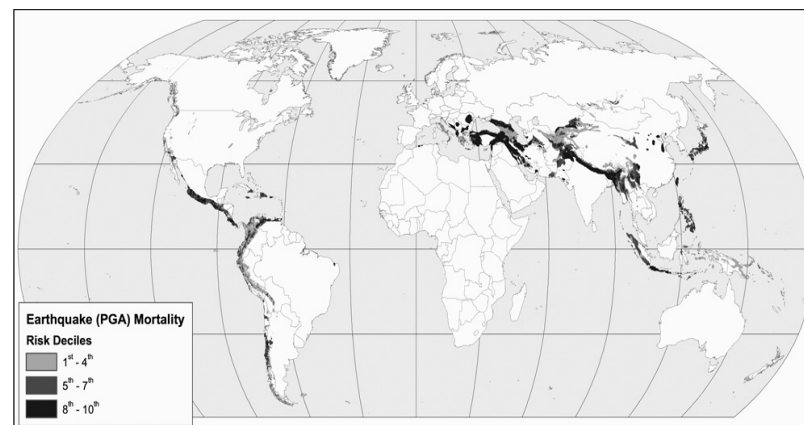 Earthquake (PGA) Mortality
Risk Deciles
1st - 4th
5th - 7th
8th - 10th